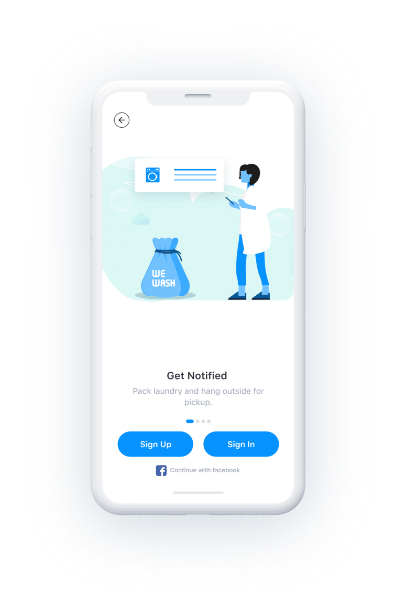 WE
WASH
Get Notified
Pack laundry and hang outside for
pickup.
Sign Up
Sign In
Continue with facebook